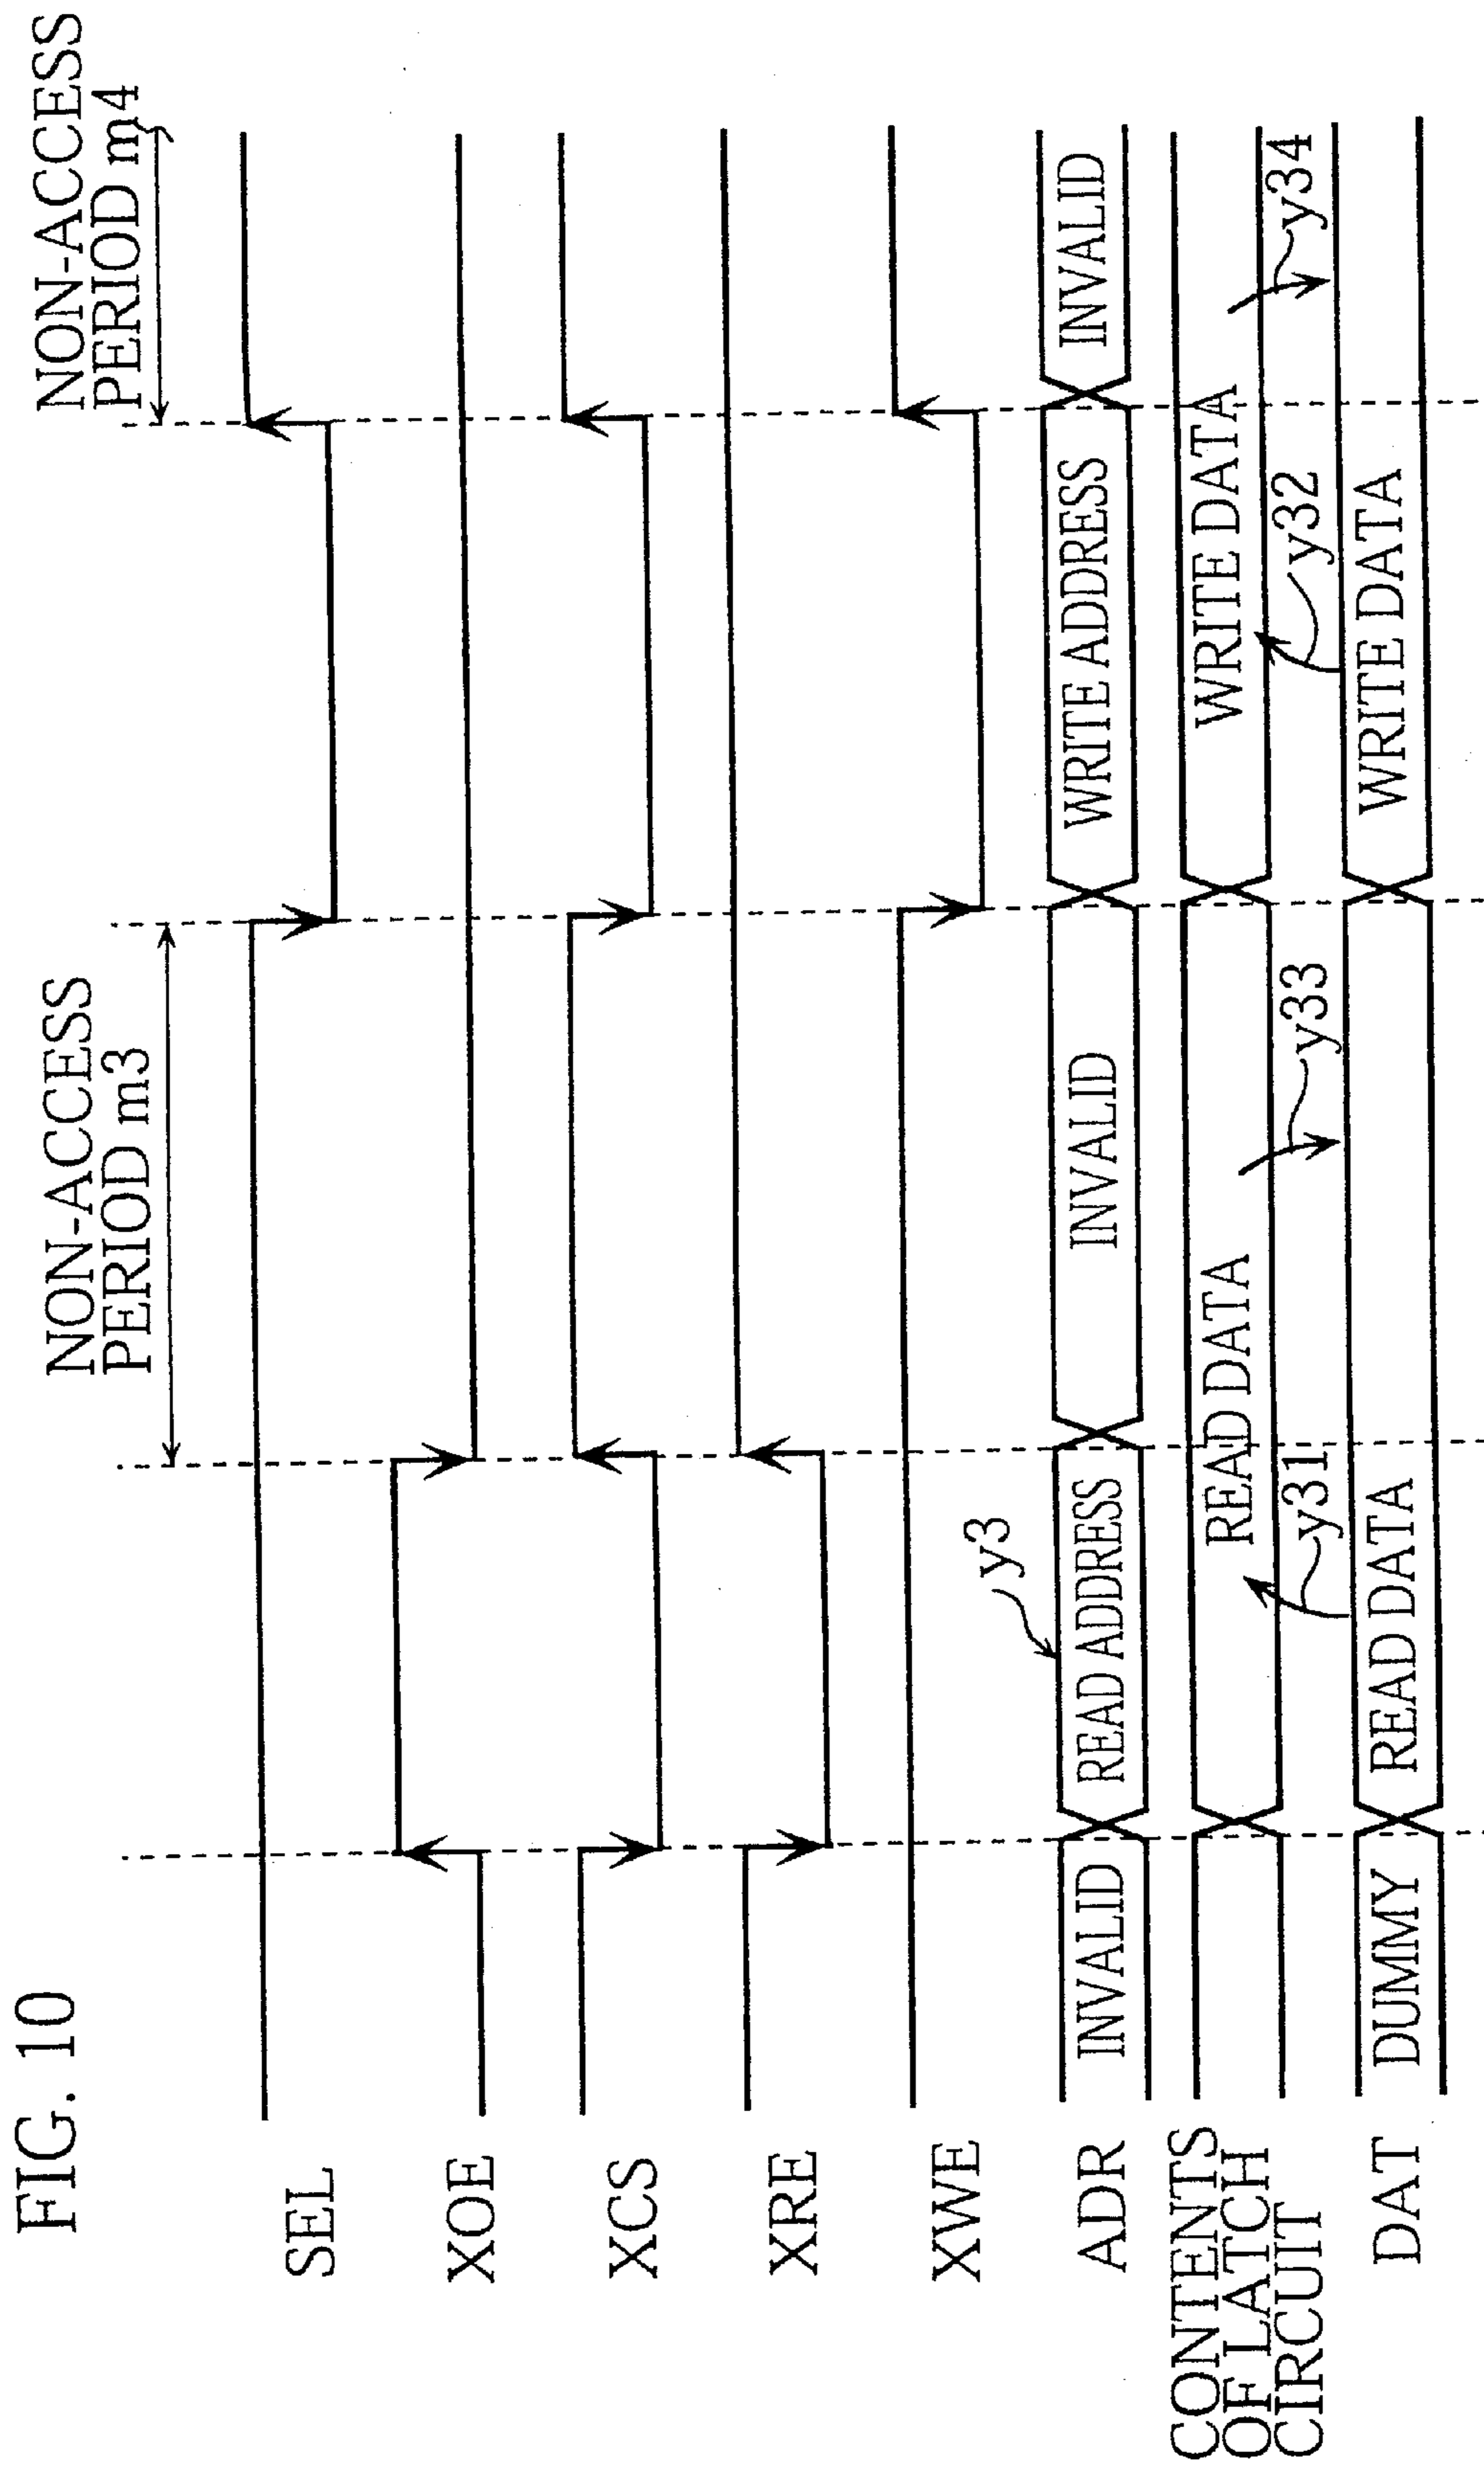 FIG. 10
NON-ACCESS
PERIOD m3
NON-ACCESS
PERIOD m4
SEL
XOE
XCS
XRE
XWE
y3
ADR
INVALID
READ ADDRESS
INVALID
WRITE ADDRESS
INVALID
CONTENTS
OF LATCH
CIRCUIT
READ DATA
WRITE DATA
y31
y33
y32
y34
DAT
DUMMY
READ DATA
WRITE DATA